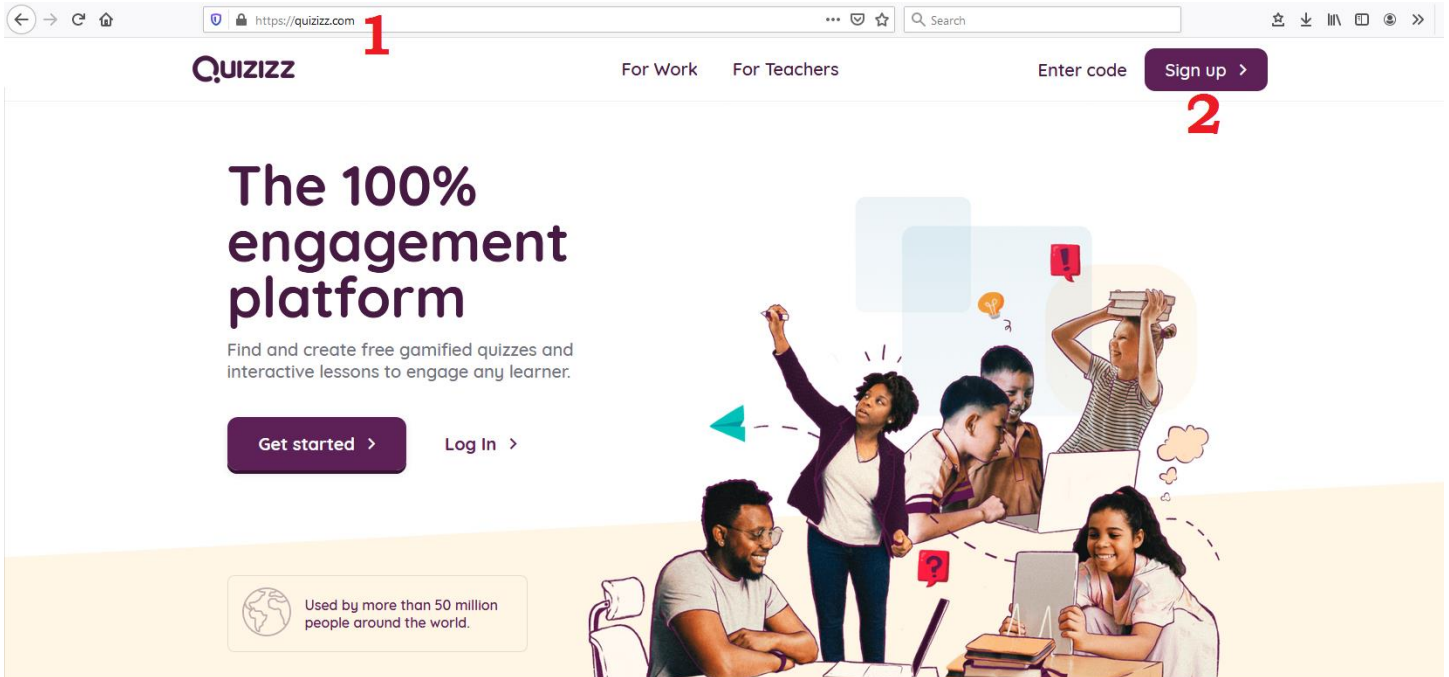 https://quizizz.com
Search
1
QUIZIZZ
For Work
For Teachers
Enter code
Sign up
2
The 100%
engagement
platform
Find and create free gamified quizzes and
interactive lessons to engage any learner.
Get started
Log In
Used by more than 50 million
people around the world.